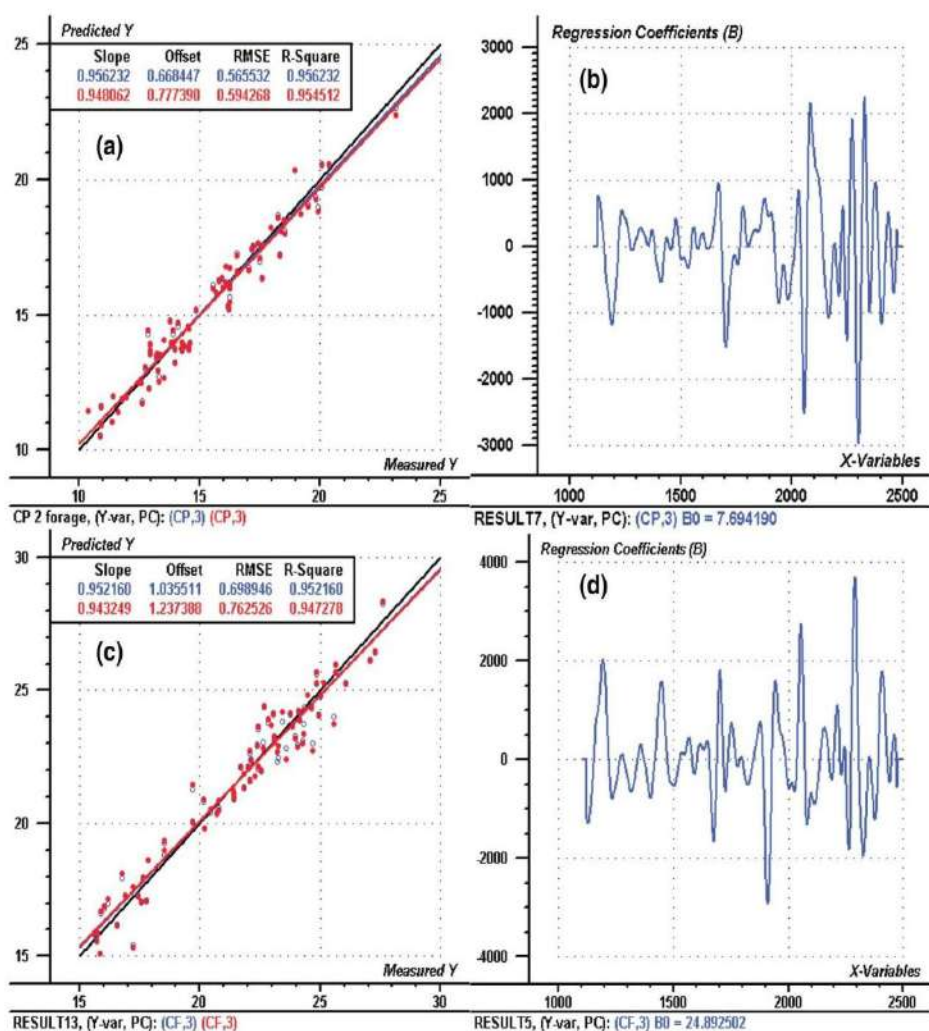 Predicted Y
25
Slope Offset RMSE R-Square
0.956232 0.668447 0.565532 0.956232
0.948062 0.777390 0.594268 0.954512
(a)
20
15
10
Measured Y
10 15 20 25
CP 2 forage, (Y-var, PC): (CP,3) (CP,3)
Regression Coefficients (B)
3000
(b)
2000
1000
0
-1000
-2000
-3000
X-Variables
1000 1500 2000 2500
RESULT7, (Y-var, PC): (CP,3) B0 = 7.694190
Predicted Y
30
Slope Offset RMSE R-Square
0.952160 1.035511 0.698946 0.952160
0.943249 1.237388 0.762526 0.947278
(c)
25
20
15
Measured Y
15 20 25 30
RESULT13, (Y-var, PC): (CF,3) (CF,3)
Regression Coefficients (B)
4000
(d)
2000
0
-2000
-4000
X-Variables
1000 1500 2000 2500
RESULT5, (Y-var, PC): (CF,3) B0 = 24.892502